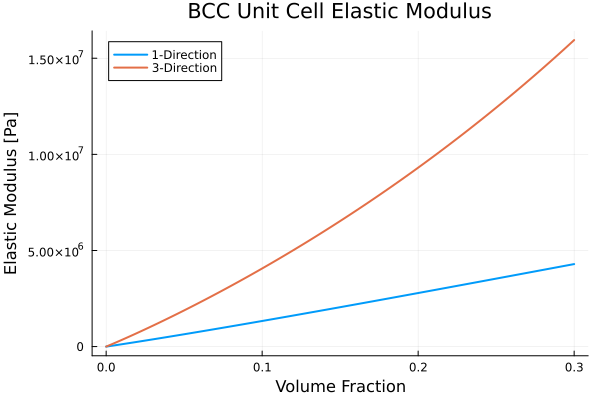 BCC Unit Cell Elastic Modulus
1-Direction
3-Direction
Elastic Modulus [Pa]
1.50×10⁷
1.00×10⁷
5.00×10⁶
0
0.0 0.1 0.2 0.3
Volume Fraction